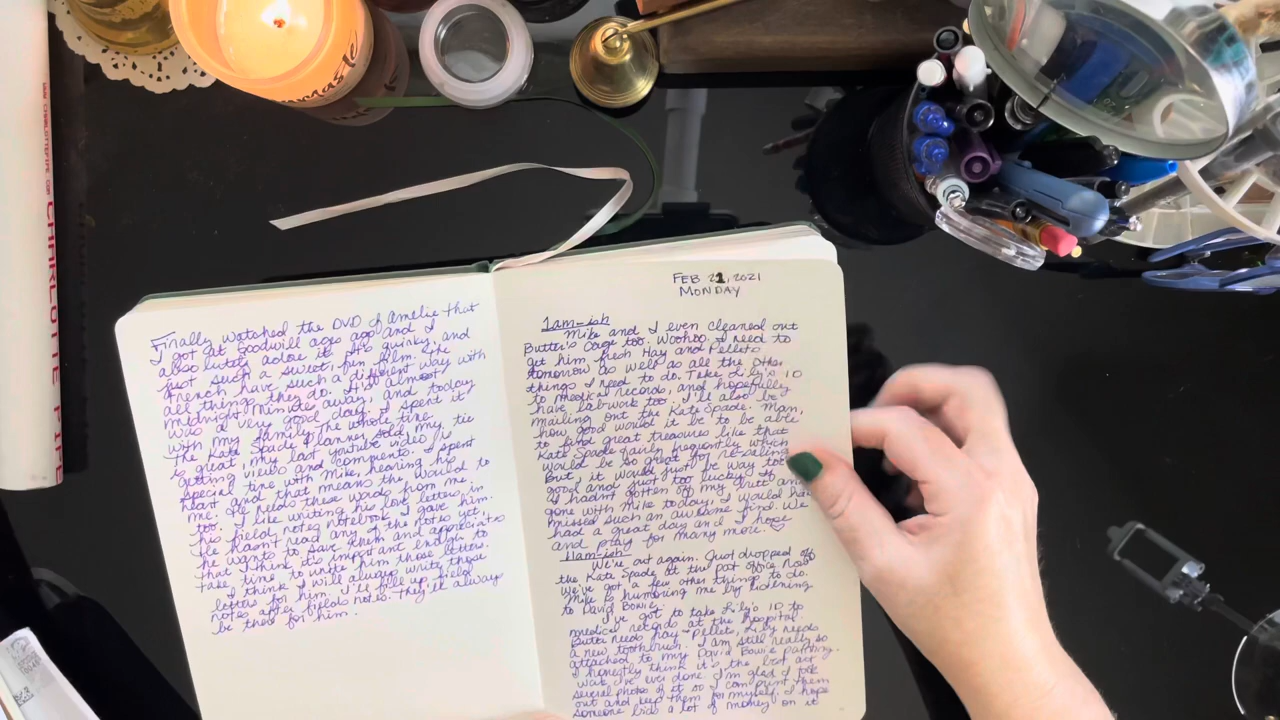 Finally watched the DVD of Amelie that
I got at Goodwill ages ago and I
absolutely adore it. It's quirky, and
just such a sweet, fun film. The
French have such a different way with
all things they do. It'll almost
midnight, minutes away, and today
was a very good day. I spent it
with my family the whole time.
The Kate Spade Planner sold, my tie
is great, my last youtube video is
getting views and comments. I spent
special time with Mike, hearing his
heart and that means the world to
me. He needs these words from me
too. I like writing his love letters in
his field notes notebook I gave him.
He hasn't read any of the notes yet,
he wants to save them and appreciates
that I think it's important enough to
take time to write him those letters.
I think I will always write those
letters for him. I'll fill up field
notes after fields notes. They'll always
be there for him.
FEB 22, 2021
MONDAY
1am-ish
Mike and I even cleaned out
Butter's cage too. Woohoo. I need to
get him fresh Hay and Pellets
tomorrow as well as all the other
things I need to do. Take Lily's ID
to medical records, and hopefully
have lab-work too. I'll also be
mailing out the Kate Spade. Man,
how good would it be to be able
to find great treasures like that
Kate Spade fairly frequently which
would be so great for re-saling
But, it would just be way too
good and just too lucky. If
I hadn't gotten off my butt and
gone with Mike today, I would have
missed such an awesome find. We
had a great day and I hope
and pray for many more. ♡
11am-ish
We're out again. Just dropped off
the Kate Spade at the post office. Now
we've got a few other things to do.
Mike is humoring me by listening
to David Bowie.
I've got to take Lily's ID to
medical records at the hospital.
Butter needs hay + pellets, Lily needs
a new toothbrush. I am still really so
attached to my David Bowie painting.
I honestly think it's the best art
work I've ever done. I'm glad I took
several photos of it so I can print them
out and keep them for myself. I hope
someone bids a lot of money on it
CHARLOTTE PIPE